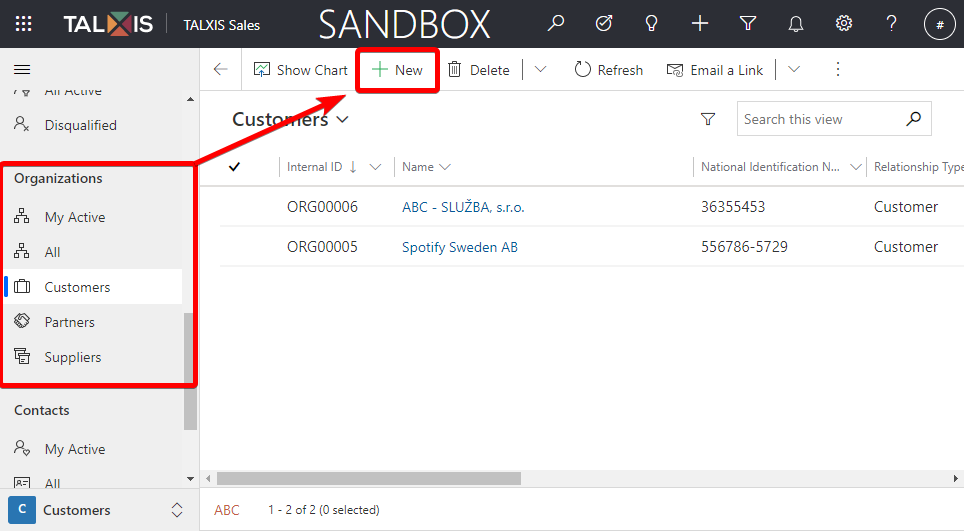 TALXIS TALXIS Sales SANDBOX ? #
Show Chart New Delete Refresh Email a Link
All Active
Disqualified
Organizations
My Active
All
Customers
Partners
Suppliers
Contacts
My Active
All
C Customers
Customers Search this view
Internal ID Name National Identification N... Relationship Type
ORG00006 ABC - SLUŽBA, s.r.o. 36355453 Customer
ORG00005 Spotify Sweden AB 556786-5729 Customer
ABC 1 - 2 of 2 (0 selected)